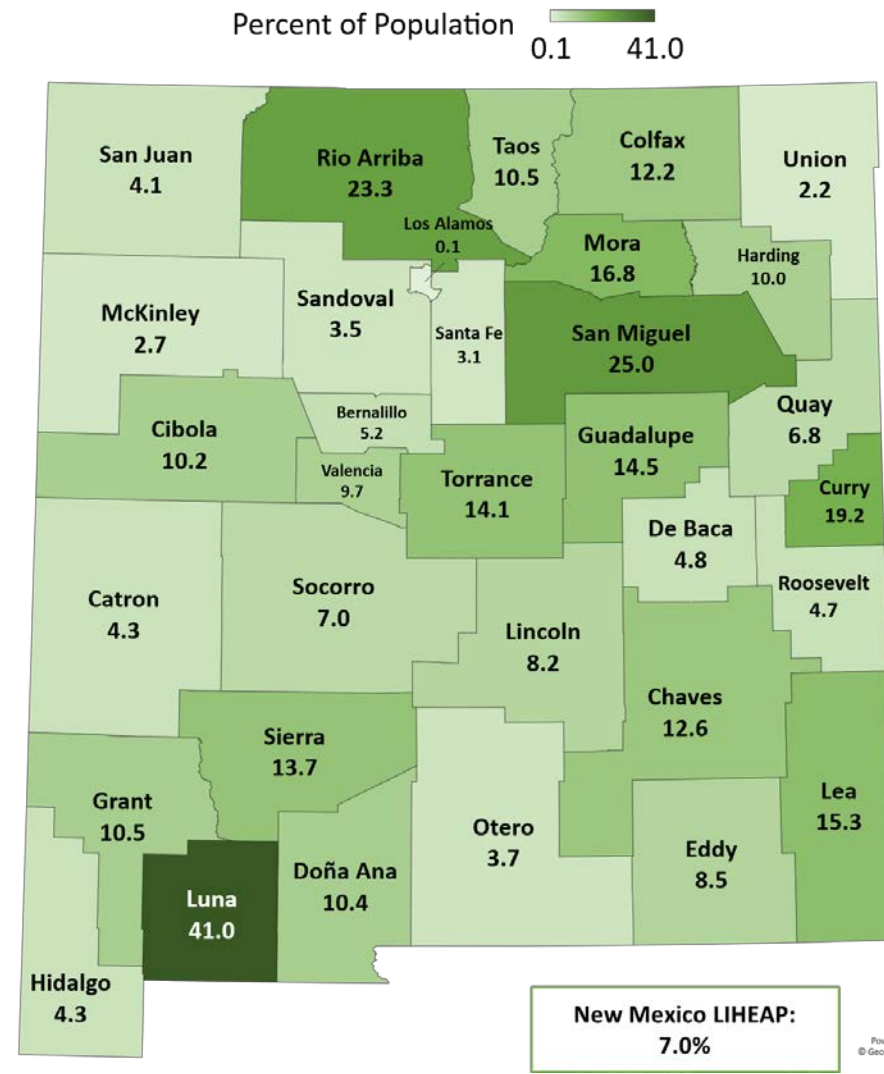 Percent of Population
0.1 41.0
San Juan
4.1
Rio Arriba
23.3
Taos
10.5
Colfax
12.2
Union
2.2
Los Alamos
0.1
Mora
16.8
Harding
10.0
McKinley
2.7
Sandoval
3.5
Santa Fe
3.1
San Miguel
25.0
Quay
6.8
Bernalillo
5.2
Cibola
10.2
Valencia
9.7
Torrance
14.1
Guadalupe
14.5
Curry
19.2
De Baca
4.8
Roosevelt
4.7
Catron
4.3
Socorro
7.0
Lincoln
8.2
Chaves
12.6
Sierra
13.7
Grant
10.5
Lea
15.3
Otero
3.7
Eddy
8.5
Doña Ana
10.4
Luna
41.0
Hidalgo
4.3
New Mexico LIHEAP:
7.0%
Pow
© Geo